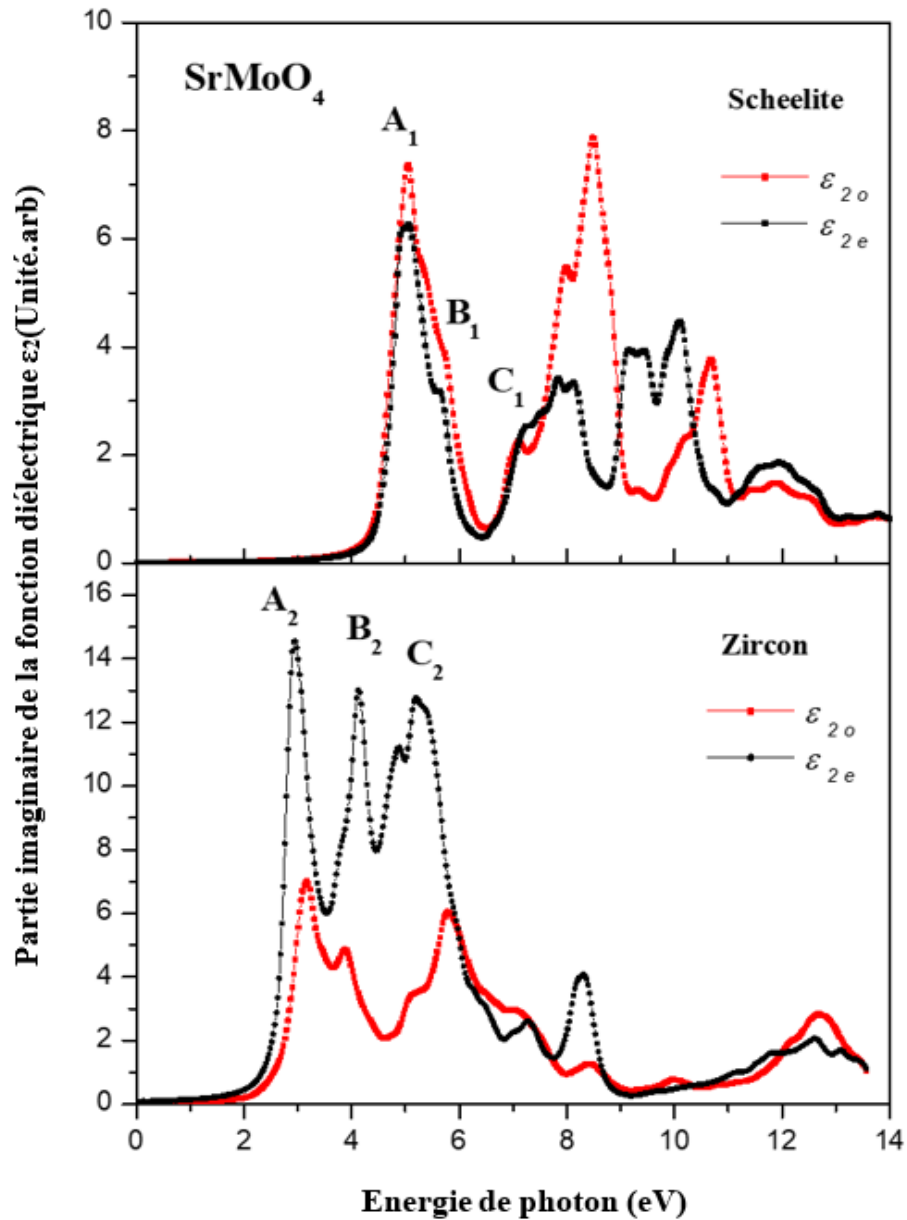 Partie imaginaire de la fonction diélectrique ε₂(Unité.arb)
10
8
6
4
2
0
SrMoO₄
A₁
B₁
C₁
Scheelite
ε₂ₒ
ε₂ₑ
16
14
12
10
8
6
4
2
0
A₂
B₂
C₂
Zircon
ε₂ₒ
ε₂ₑ
0 2 4 6 8 10 12 14
Energie de photon (eV)